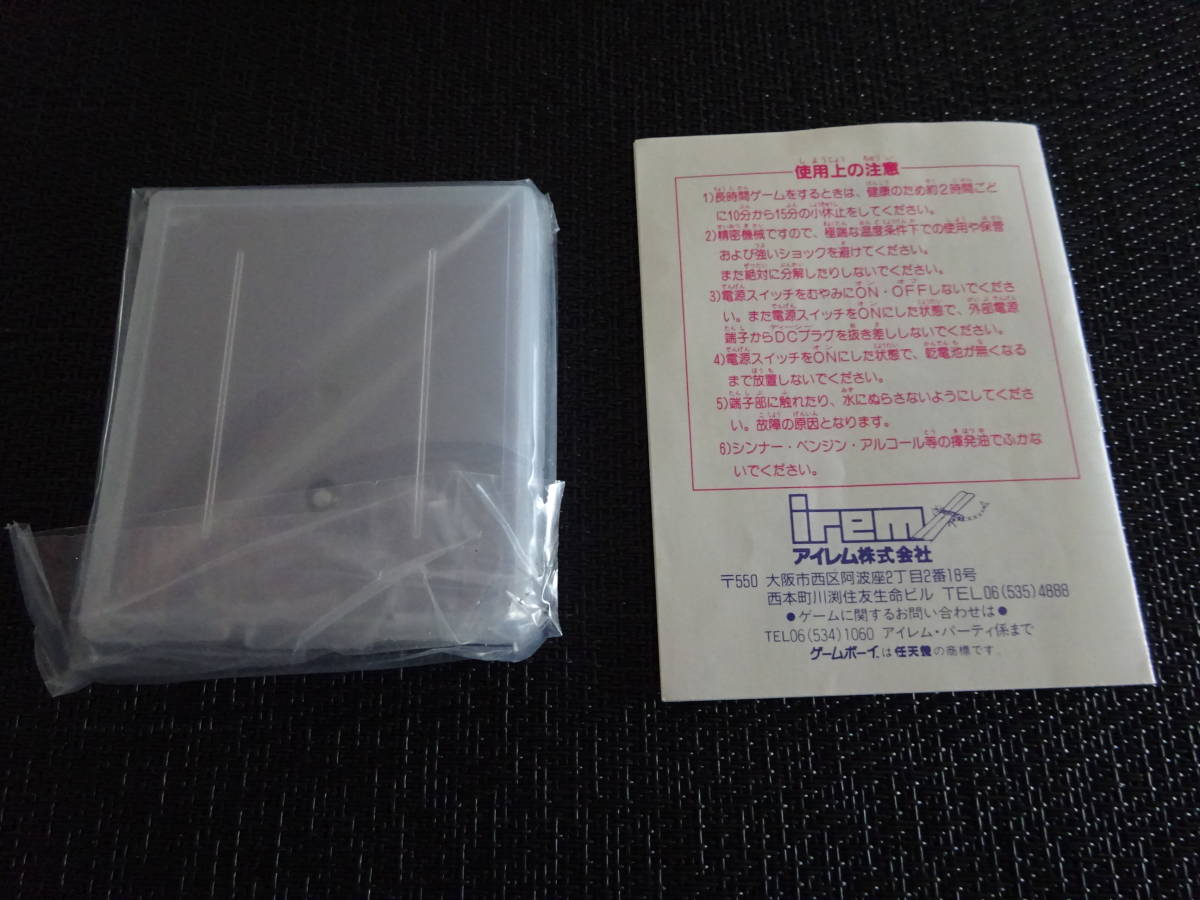 使用上の注意
1)長時間ゲームをするときは、健康のため約2時間ごと
に10分から15分の小休止をしてください。
2)精密機械ですので、極端な温度条件下での使用や保管
および強いショックを避けてください。
また絶対に分解したりしないでください。
3)電源スイッチをむやみにON・OFFしないでくださ
い。また電源スイッチをONにした状態で、外部電源
端子からDCプラグを抜き差ししないでください。
4)電源スイッチをONにした状態で、乾電池が無くなる
まで放置しないでください。
5)端子部に触れたり、水にぬらさないようにしてくださ
い。故障の原因となります。
6)シンナー・ベンジン・アルコール等の揮発油でふかな
いでください。
irem
アイレム株式会社
〒550 大阪市西区阿波座2丁目2番18号
西本町川渕住友生命ビル TEL06(535)4888
●ゲームに関するお問い合わせは●
TEL06(534)1060 アイレム・パーティ係まで
ゲームボーイ™は任天堂の商標です